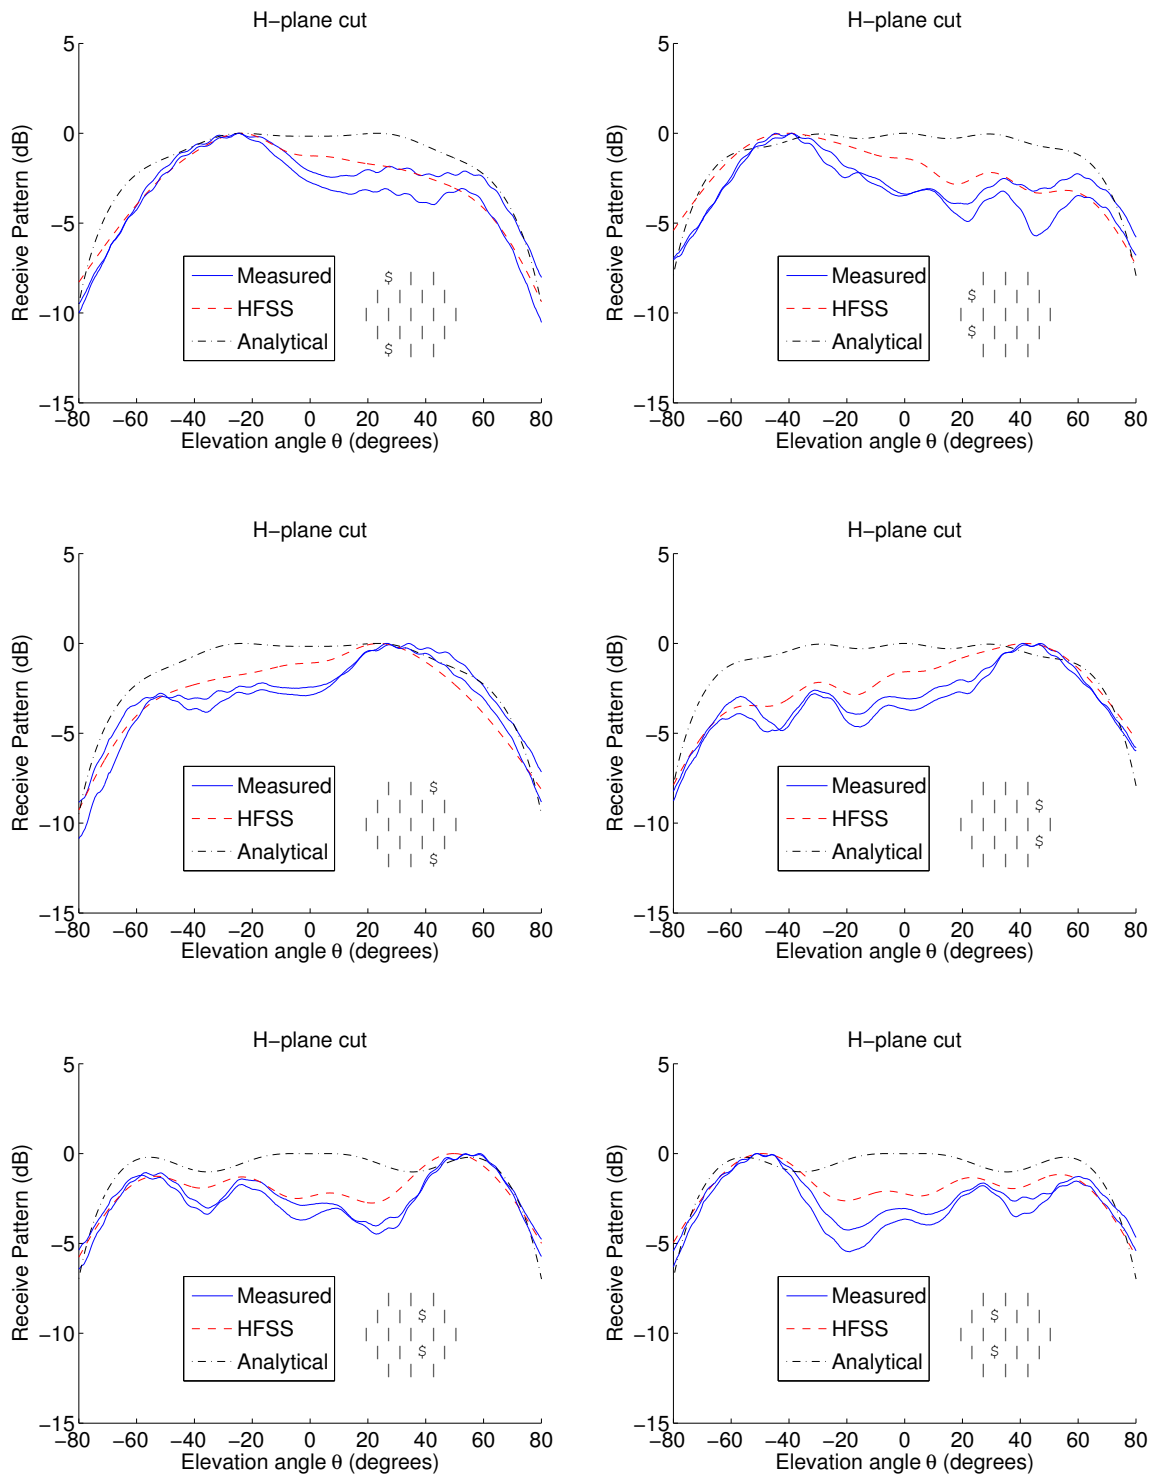 H−plane cut
5
0
−5
−10
−15
−80 −60 −40 −20 0 20 40 60 80
Receive Pattern (dB)
Elevation angle θ (degrees)
Measured
HFSS
Analytical
$ | |
| | | |
| | | | |
| | | |
$ | |
H−plane cut
5
0
−5
−10
−15
−80 −60 −40 −20 0 20 40 60 80
Receive Pattern (dB)
Elevation angle θ (degrees)
Measured
HFSS
Analytical
| | |
$ | | |
| | | | |
$ | | |
| | |
H−plane cut
5
0
−5
−10
−15
−80 −60 −40 −20 0 20 40 60 80
Receive Pattern (dB)
Elevation angle θ (degrees)
Measured
HFSS
Analytical
| | $
| | | |
| | | | |
| | | |
| | $
H−plane cut
5
0
−5
−10
−15
−80 −60 −40 −20 0 20 40 60 80
Receive Pattern (dB)
Elevation angle θ (degrees)
Measured
HFSS
Analytical
| | |
| | | $
| | | | |
| | | $
| | |
H−plane cut
5
0
−5
−10
−15
−80 −60 −40 −20 0 20 40 60 80
Receive Pattern (dB)
Elevation angle θ (degrees)
Measured
HFSS
Analytical
| | |
| | $ |
| | | | |
| | $ |
| | |
H−plane cut
5
0
−5
−10
−15
−80 −60 −40 −20 0 20 40 60 80
Receive Pattern (dB)
Elevation angle θ (degrees)
Measured
HFSS
Analytical
| | |
| $ | |
| | | | |
| $ | |
| | |